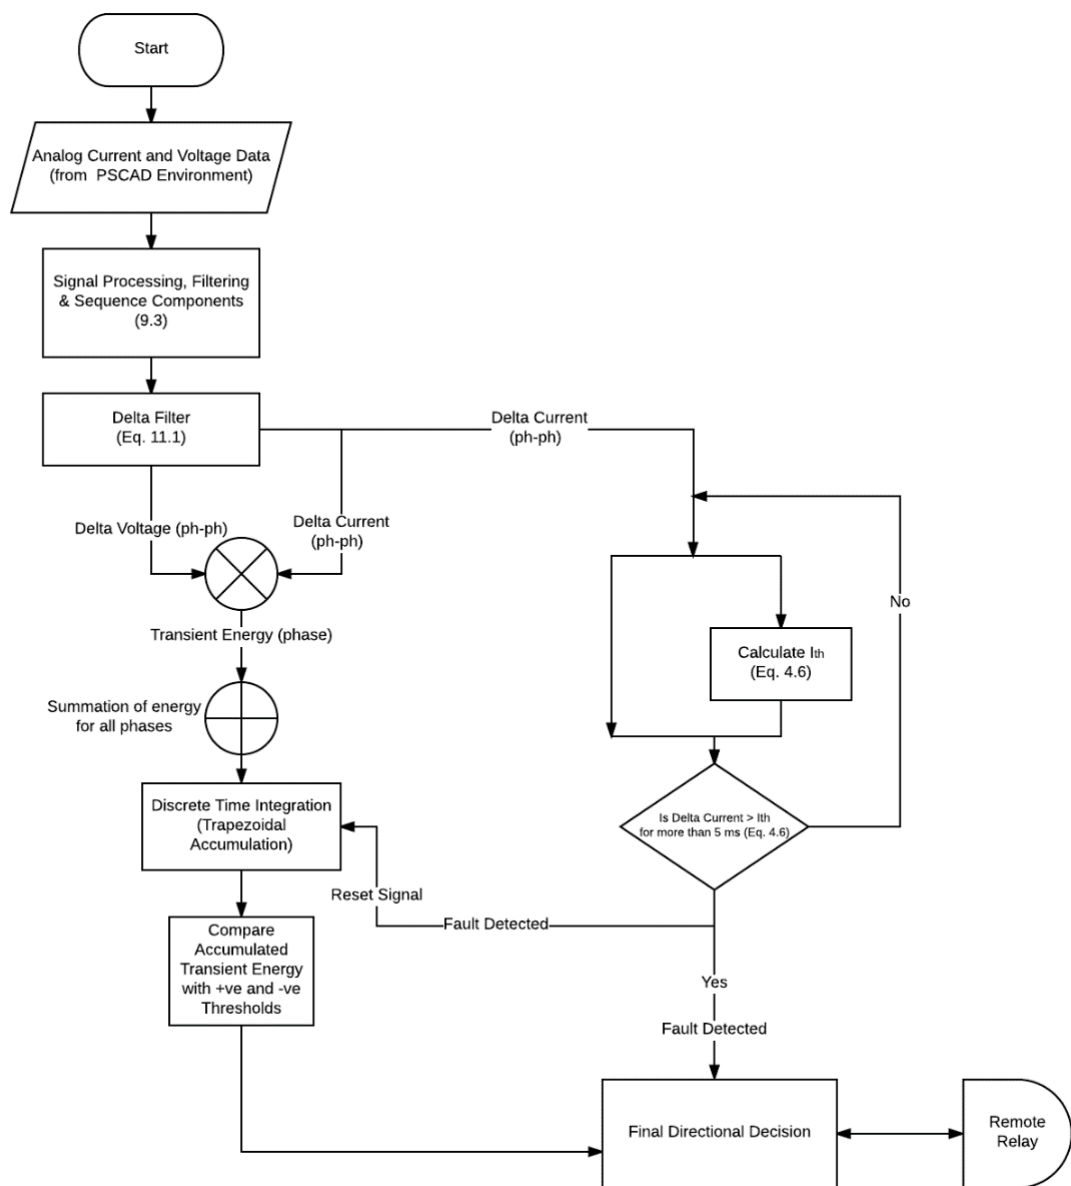 Start
Analog Current and Voltage Data
(from PSCAD Environment)
Signal Processing, Filtering
& Sequence Components
(9.3)
Delta Filter
(Eq. 11.1)
Delta Current
(ph-ph)
Delta Voltage (ph-ph)
Delta Current
(ph-ph)
No
Transient Energy (phase)
Calculate Ith
(Eq. 4.6)
Summation of energy
for all phases
Discrete Time Integration
(Trapezoidal
Accumulation)
Is Delta Current > Ith
for more than 5 ms (Eq. 4.6)
Reset Signal
Fault Detected
Compare
Accumulated
Transient Energy
with +ve and -ve
Thresholds
Yes
Fault Detected
Final Directional Decision
Remote
Relay